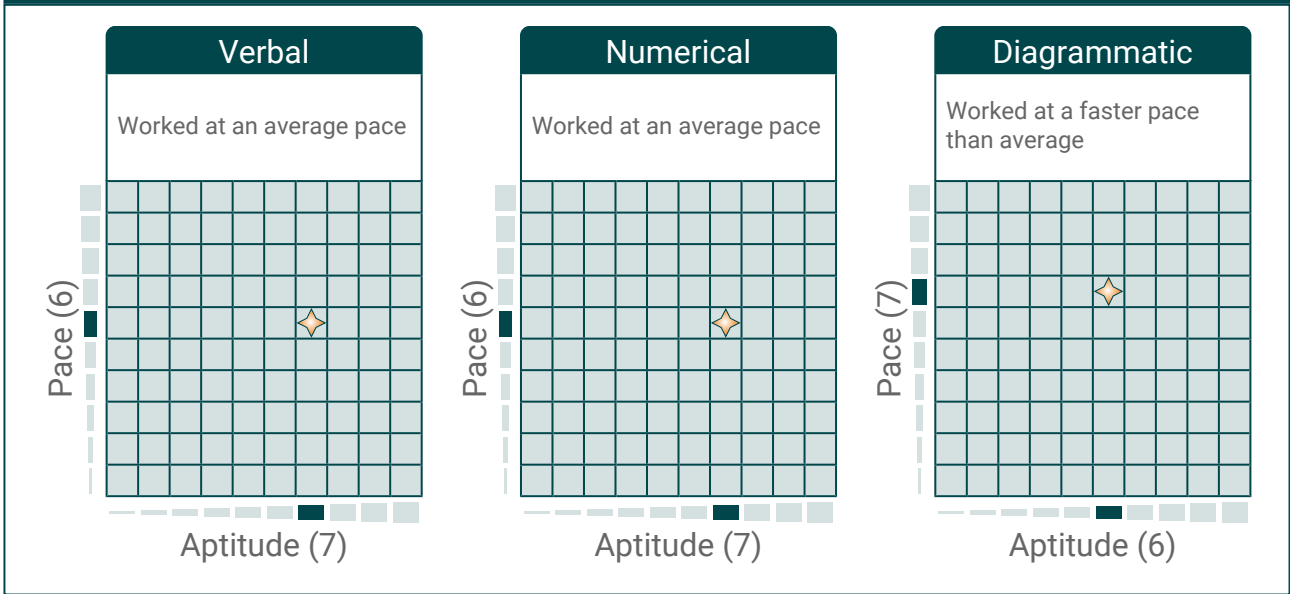 Verbal
Worked at an average pace
Pace (6)
Aptitude (7)
Numerical
Worked at an average pace
Pace (6)
Aptitude (7)
Diagrammatic
Worked at a faster pace
than average
Pace (7)
Aptitude (6)